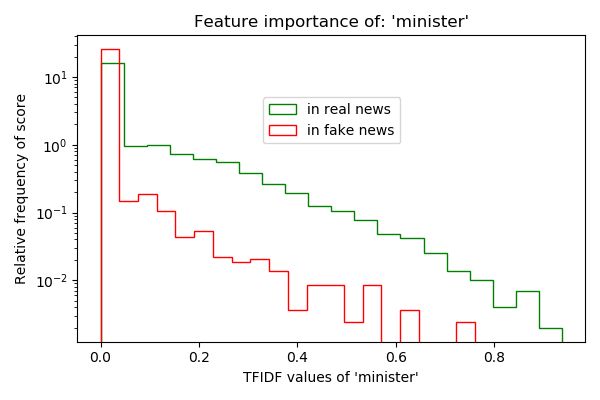 Feature importance of: 'minister'
Relative frequency of score
10¹
10⁰
10⁻¹
10⁻²
in real news
in fake news
0.0 0.2 0.4 0.6 0.8
TFIDF values of 'minister'